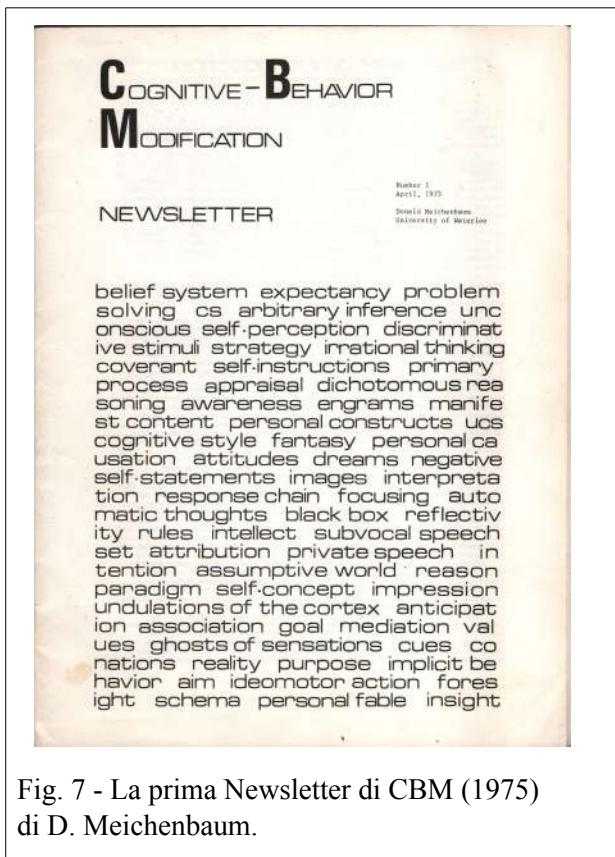 COGNITIVE-BEHAVIOR
MODIFICATION
Number 1
April, 1975
NEWSLETTER
Donald Meichenbaum
University of Waterloo
belief system expectancy problem
solving cs arbitrary inference unc
onscious self-perception discriminat
ive stimuli strategy irrational thinking
coverant self-instructions primary
process appraisal dichotomous rea
soning awareness engrams manife
st content personal constructs ucs
cognitive style fantasy personal ca
usation attitudes dreams negative
self-statements images interpreta
tion response chain focusing auto
matic thoughts black box reflectiv
ity rules intellect subvocal speech
set attribution private speech in
tention assumptive world reason
paradigm self-concept impression
undulations of the cortex anticipat
ion association goal mediation val
ues ghosts of sensations cues co
nations reality purpose implicit be
havior aim ideomotor action fores
ight schema personal fable insight
Fig. 7 - La prima Newsletter di CBM (1975)
di D. Meichenbaum.